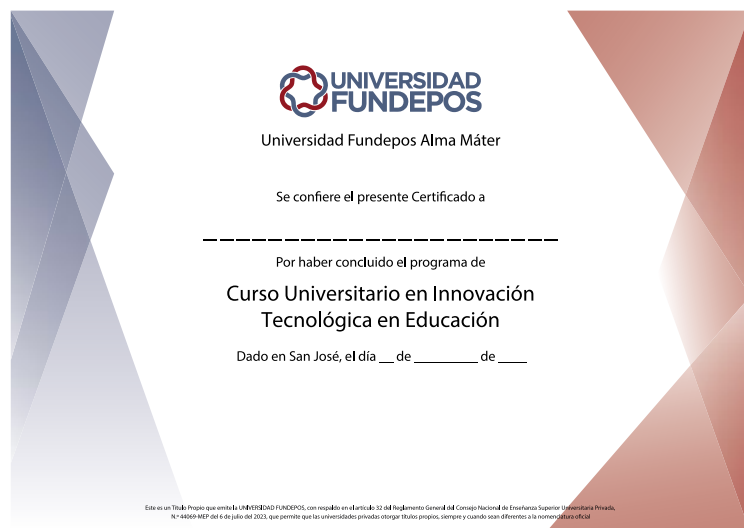 UNIVERSIDAD
FUNDEPOS
Universidad Fundepos Alma Máter
Se confiere el presente Certificado a
_ _ _ _ _ _ _ _ _ _ _ _ _ _ _ _ _ _ _ _ _ _
Por haber concluido el programa de
Curso Universitario en Innovación
Tecnológica en Educación
Dado en San José, el día __ de _________ de ____
Este es un Título Propio que emite la UNIVERSIDAD FUNDEPOS, con respaldo en el artículo 32 del Reglamento General del Consejo Nacional de Enseñanza Superior Universitaria Privada,
N.º 44069-MEP del 6 de julio del 2023, que permite que las universidades privadas otorgar títulos propios, siempre y cuando sean diferentes a la nomenclatura oficial